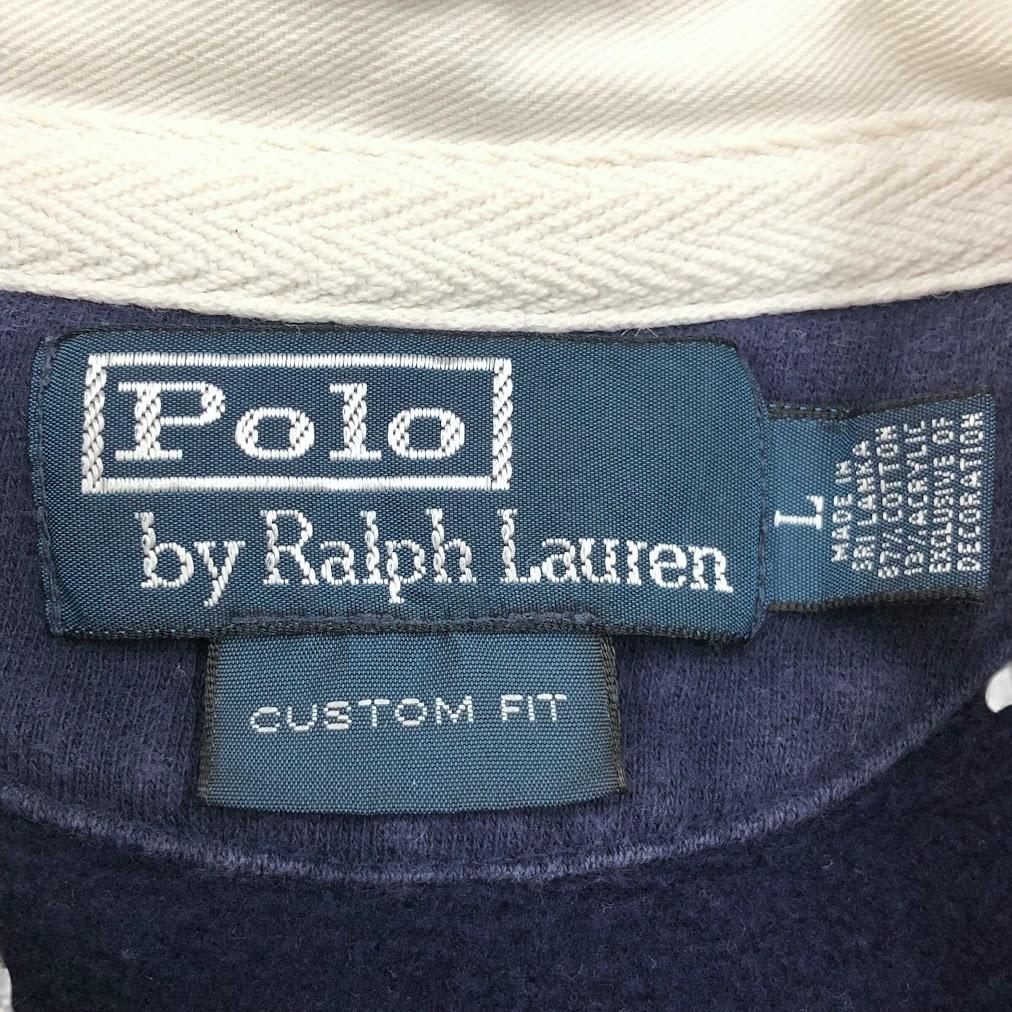 Polo
by Ralph Lauren
CUSTOM FIT
L
MADE IN
SRI LANKA
87% COTTON
13% ACRYLIC
EXCLUSIVE OF
DECORATION